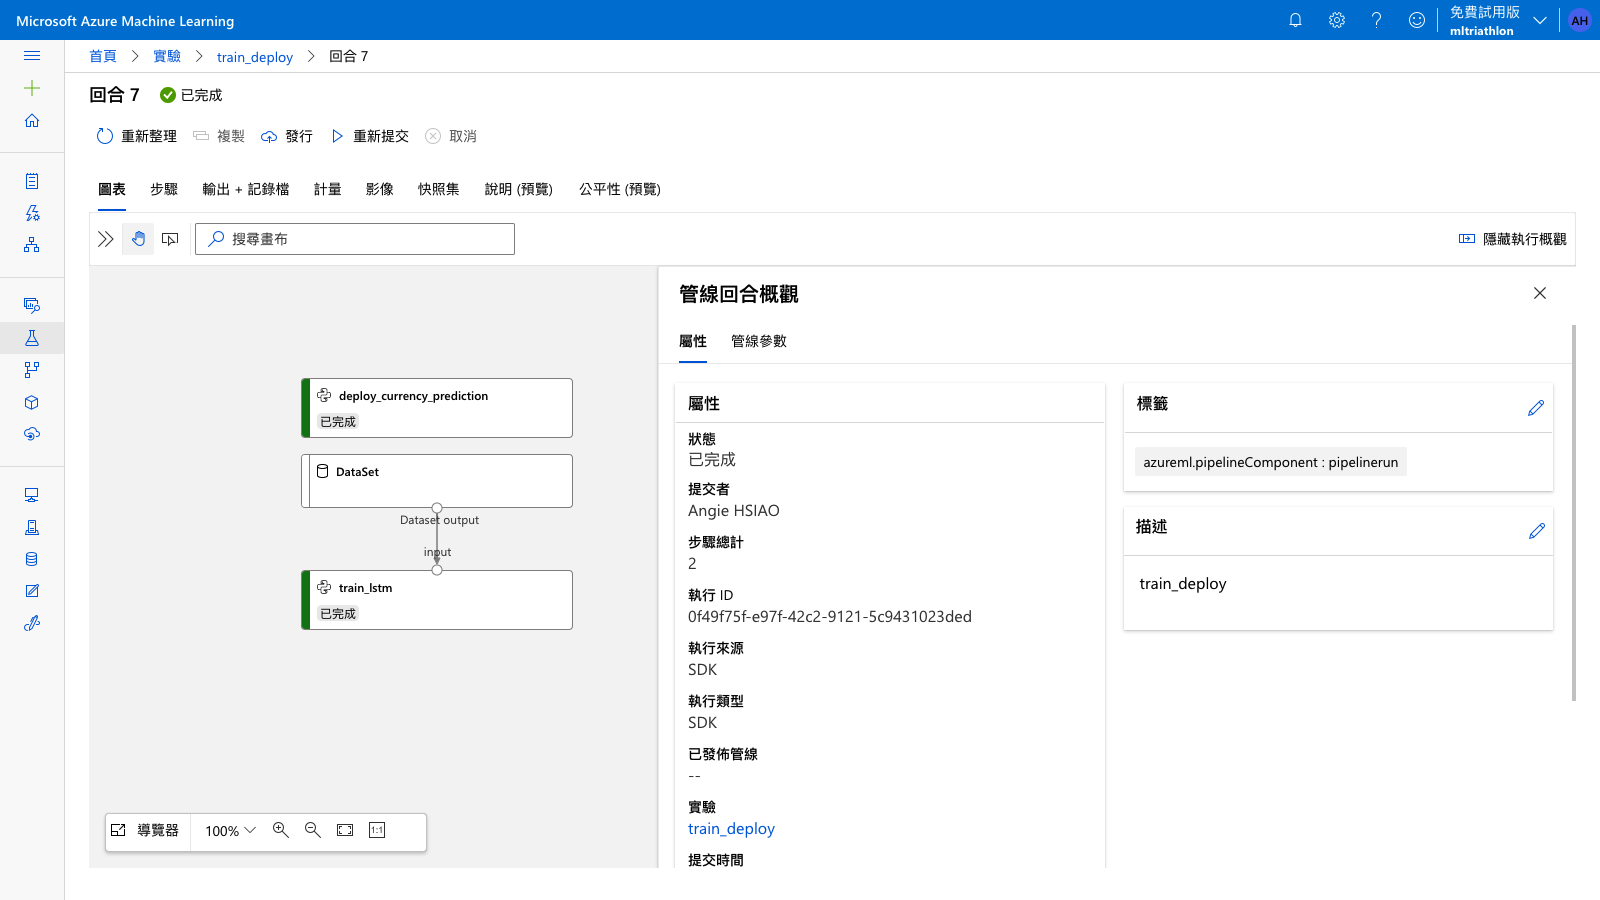 Microsoft Azure Machine Learning
免費試用版
mltriathlon
AH
首頁 > 實驗 > train_deploy > 回合 7
回合 7 已完成
重新整理 複製 發行 重新提交 取消
圖表 步驟 輸出 + 記錄檔 計量 影像 快照集 說明 (預覽) 公平性 (預覽)
搜尋畫布
隱藏執行概觀
deploy_currency_prediction
已完成
DataSet
Dataset output
input
train_lstm
已完成
導覽器 100% 1:1
管線回合概觀
屬性 管線參數
屬性
狀態
已完成
提交者
Angie HSIAO
步驟總計
2
執行 ID
0f49f75f-e97f-42c2-9121-5c9431023ded
執行來源
SDK
執行類型
SDK
已發佈管線
--
實驗
train_deploy
提交時間
標籤
azureml.pipelineComponent : pipelinerun
描述
train_deploy